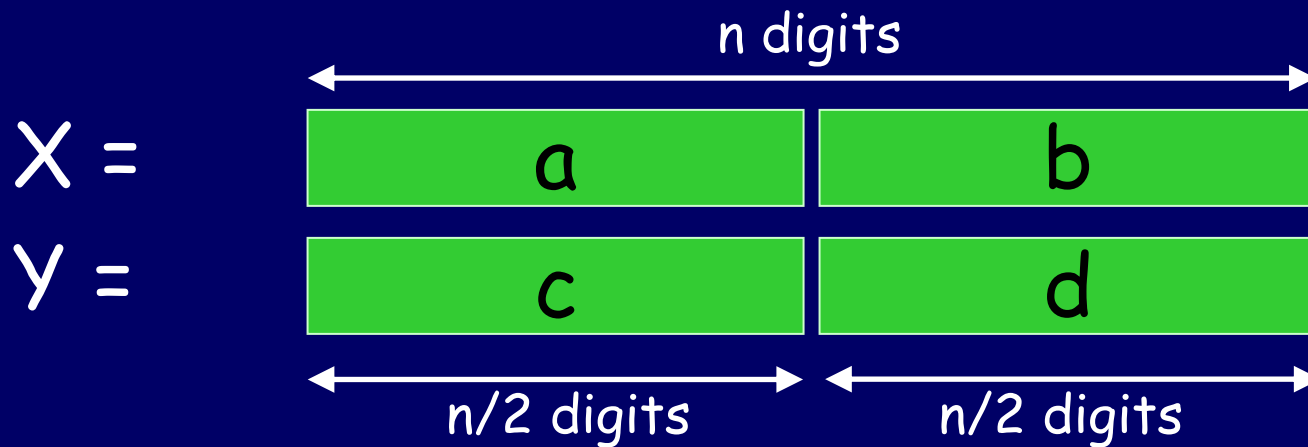 n digits
X = a b
Y = c d
n/2 digits n/2 digits